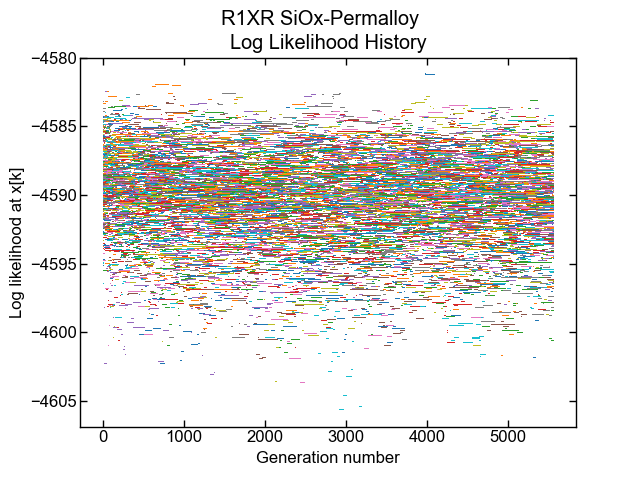 R1XR SiOx-Permalloy
Log Likelihood History
Log likelihood at x[k]
−4580
−4585
−4590
−4595
−4600
−4605
0 1000 2000 3000 4000 5000
Generation number